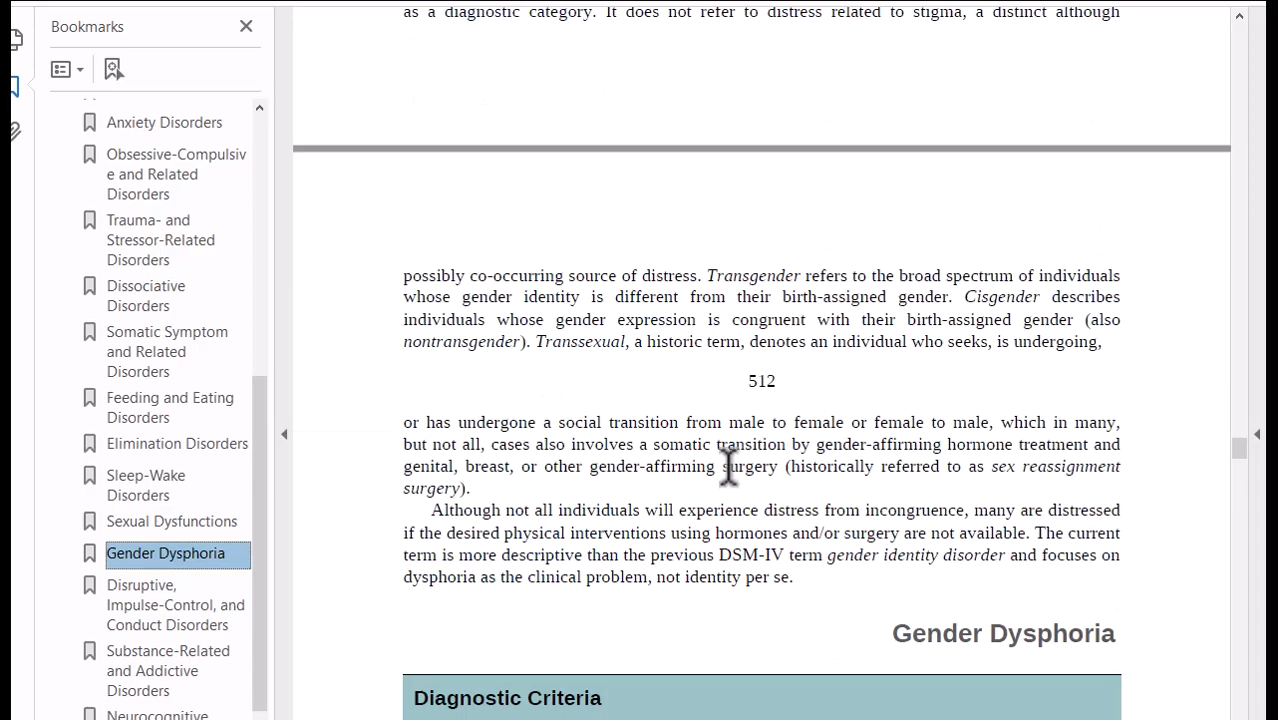 Bookmarks
Anxiety Disorders
Obsessive-Compulsiv
e and Related
Disorders
Trauma- and
Stressor-Related
Disorders
Dissociative
Disorders
Somatic Symptom
and Related
Disorders
Feeding and Eating
Disorders
Elimination Disorders
Sleep-Wake
Disorders
Sexual Dysfunctions
Gender Dysphoria
Disruptive,
Impulse-Control, and
Conduct Disorders
Substance-Related
and Addictive
Disorders
Neurocognitive
as a diagnostic category. It does not refer to distress related to stigma, a distinct although
possibly co-occurring source of distress. Transgender refers to the broad spectrum of individuals
whose gender identity is different from their birth-assigned gender. Cisgender describes
individuals whose gender expression is congruent with their birth-assigned gender (also
nontransgender). Transsexual, a historic term, denotes an individual who seeks, is undergoing,
512
or has undergone a social transition from male to female or female to male, which in many,
but not all, cases also involves a somatic transition by gender-affirming hormone treatment and
genital, breast, or other gender-affirming surgery (historically referred to as sex reassignment
surgery).
Although not all individuals will experience distress from incongruence, many are distressed
if the desired physical interventions using hormones and/or surgery are not available. The current
term is more descriptive than the previous DSM-IV term gender identity disorder and focuses on
dysphoria as the clinical problem, not identity per se.
Gender Dysphoria
Diagnostic Criteria